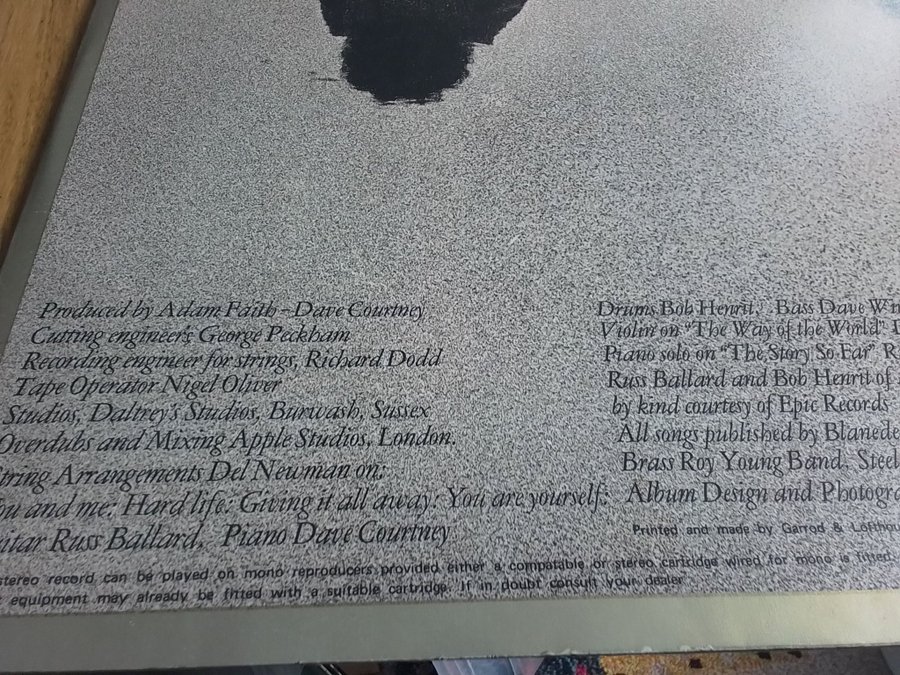 Produced by Adam Faith – Dave Courtney
Cutting engineer: George Peckham
Recording engineer for strings, Richard Dodd
Tape Operator Nigel Oliver
Studios, Daltrey's Studios, Burwash, Sussex
Overdubs and Mixing Apple Studios, London.
String Arrangements Del Newman on:
You and me: Hard life: Giving it all away: You are yourself:
Russ Ballard, Piano Dave Courtney
Drums Bob Henrit, Bass Dave
Violin on "The Way of the World"
Piano solo on "The Story So Far"
Russ Ballard and Bob Henrit of
by kind courtesy of Epic Records
All songs published by
Brass Roy Young Band. Steel
Album Design and
Printed and made by Garrod &
stereo record can be played on mono reproducers provided either a compatable or stereo cartridge wired for mono is fitted.
equipment may already be fitted with a suitable cartridge. If in doubt consult your dealer